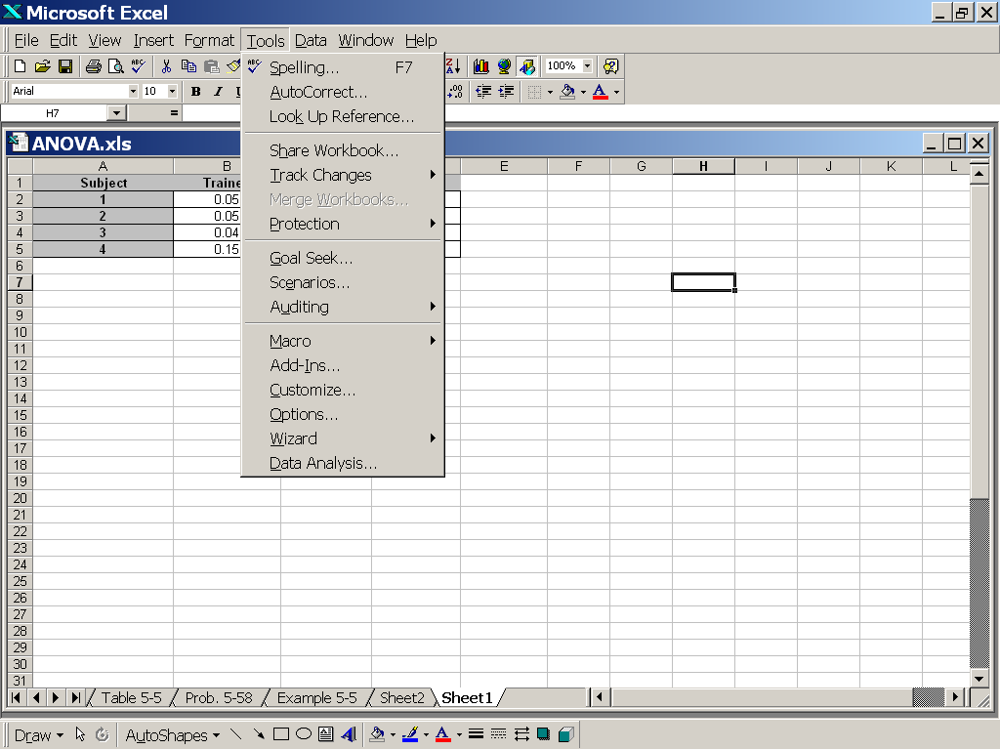 Microsoft Excel
File Edit View Insert Format Tools Data Window Help
100%
Arial 10 B I U
H7 =
Spelling... F7
AutoCorrect...
Look Up Reference...
Share Workbook...
Track Changes
Merge Workbooks...
Protection
Goal Seek...
Scenarios...
Auditing
Macro
Add-Ins...
Customize...
Options...
Wizard
Data Analysis...
ANOVA.xls
A B E F G H I J K L
1 Subject Traine
2 1 0.05
3 2 0.05
4 3 0.04
5 4 0.15
6
7
8
9
10
11
12
13
14
15
16
17
18
19
20
21
22
23
24
25
26
27
28
29
30
31
Table 5-5 Prob. 5-58 Example 5-5 Sheet2 Sheet1
Draw AutoShapes